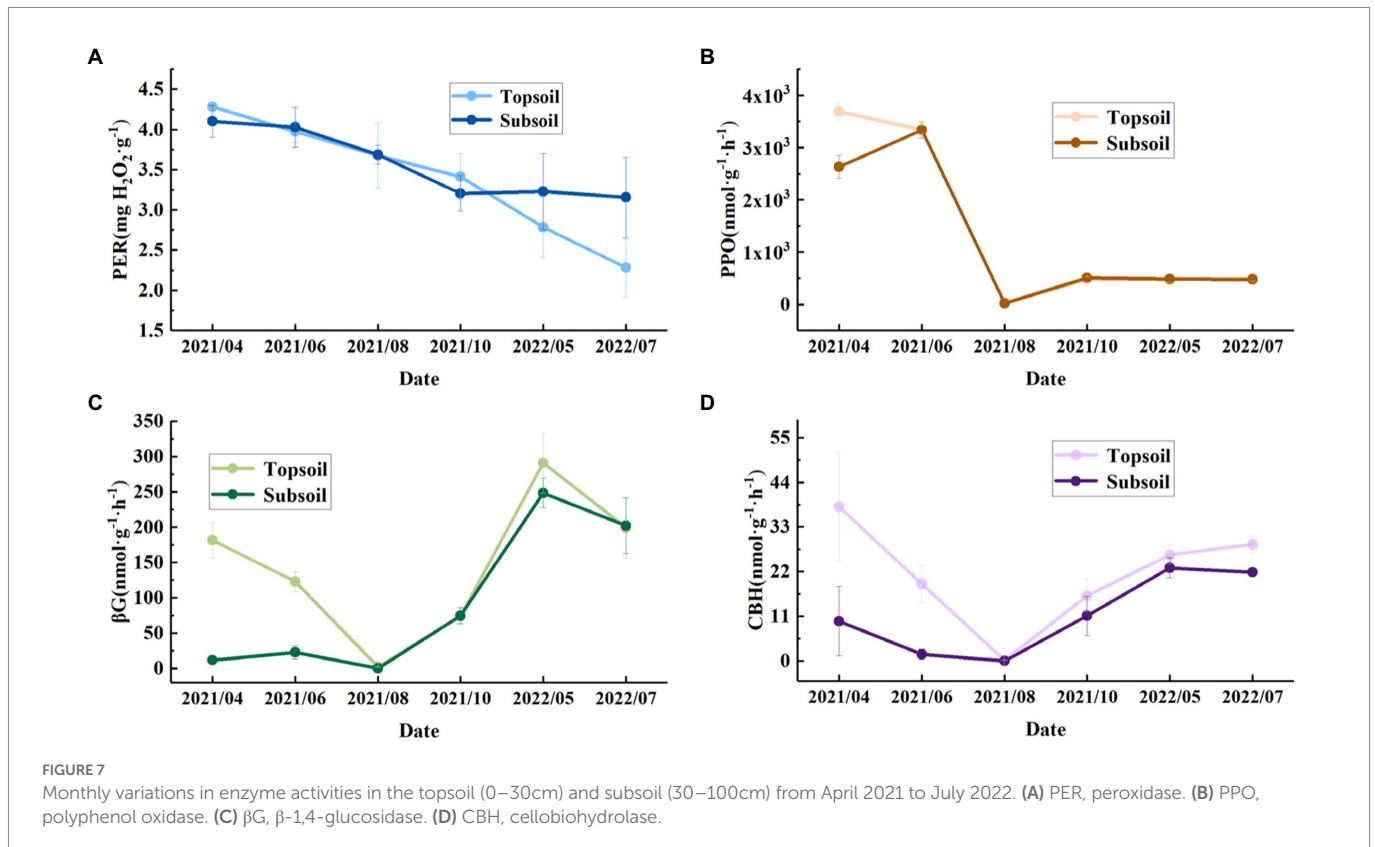 A
PER(mg H₂O₂·g⁻¹)
4.5
4.0
3.5
3.0
2.5
2.0
1.5
Topsoil
Subsoil
2021/04 2021/06 2021/08 2021/10 2022/05 2022/07
Date
B
PPO(nmol·g⁻¹·h⁻¹)
4x10³
3x10³
2x10³
1x10³
0
Topsoil
Subsoil
2021/04 2021/06 2021/08 2021/10 2022/05 2022/07
Date
C
βG(nmol·g⁻¹·h⁻¹)
350
300
250
200
150
100
50
0
Topsoil
Subsoil
2021/04 2021/06 2021/08 2021/10 2022/05 2022/07
Date
D
CBH(nmol·g⁻¹·h⁻¹)
55
44
33
22
11
0
Topsoil
Subsoil
2021/04 2021/06 2021/08 2021/10 2022/05 2022/07
Date
FIGURE 7
Monthly variations in enzyme activities in the topsoil (0–30cm) and subsoil (30–100cm) from April 2021 to July 2022. (A) PER, peroxidase. (B) PPO,
polyphenol oxidase. (C) βG, β-1,4-glucosidase. (D) CBH, cellobiohydrolase.